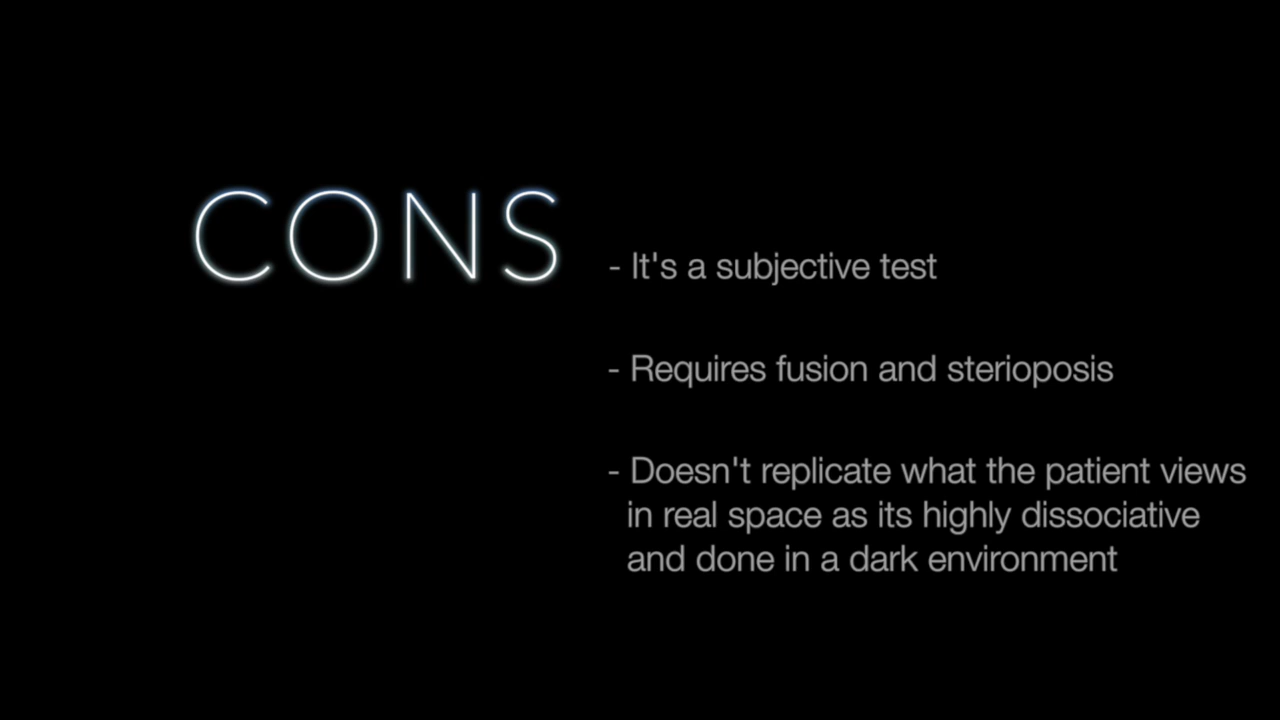 CONS
- It's a subjective test
- Requires fusion and sterioposis
- Doesn't replicate what the patient views
in real space as its highly dissociative
and done in a dark environment